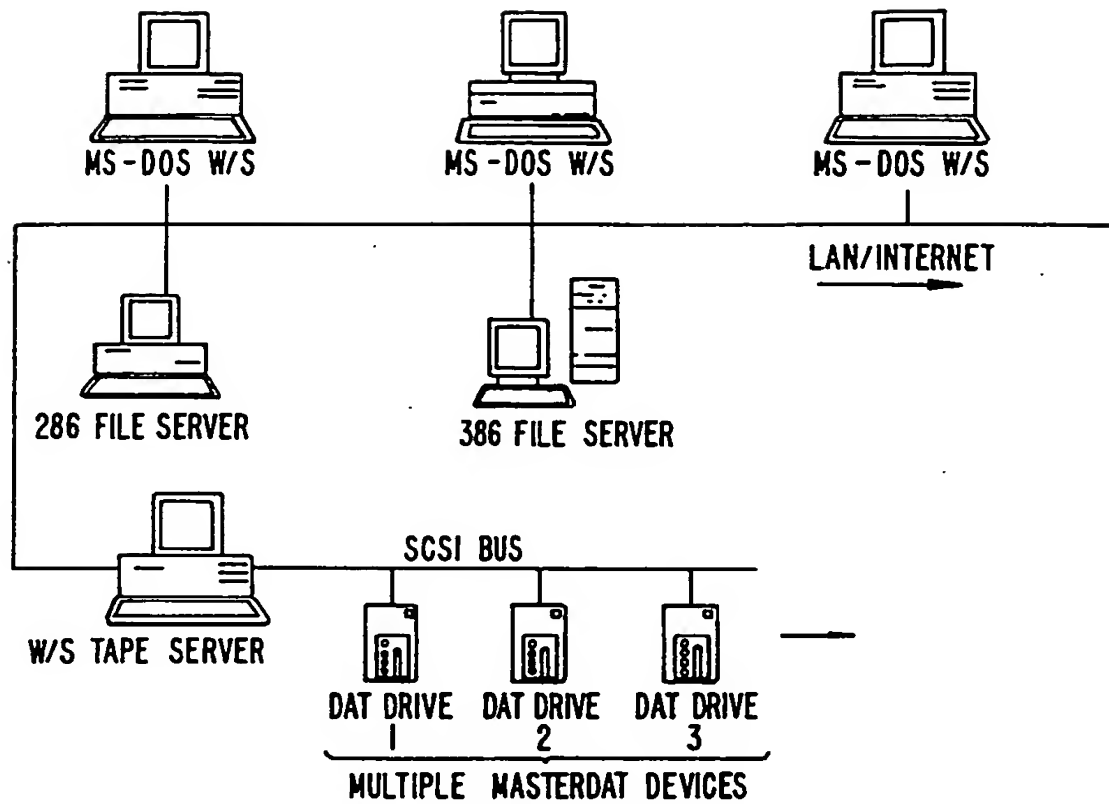 MS-DOS W/S
MS-DOS W/S
MS-DOS W/S
LAN/INTERNET
286 FILE SERVER
386 FILE SERVER
SCSI BUS
W/S TAPE SERVER
DAT DRIVE
1
DAT DRIVE
2
DAT DRIVE
3
MULTIPLE MASTERDAT DEVICES